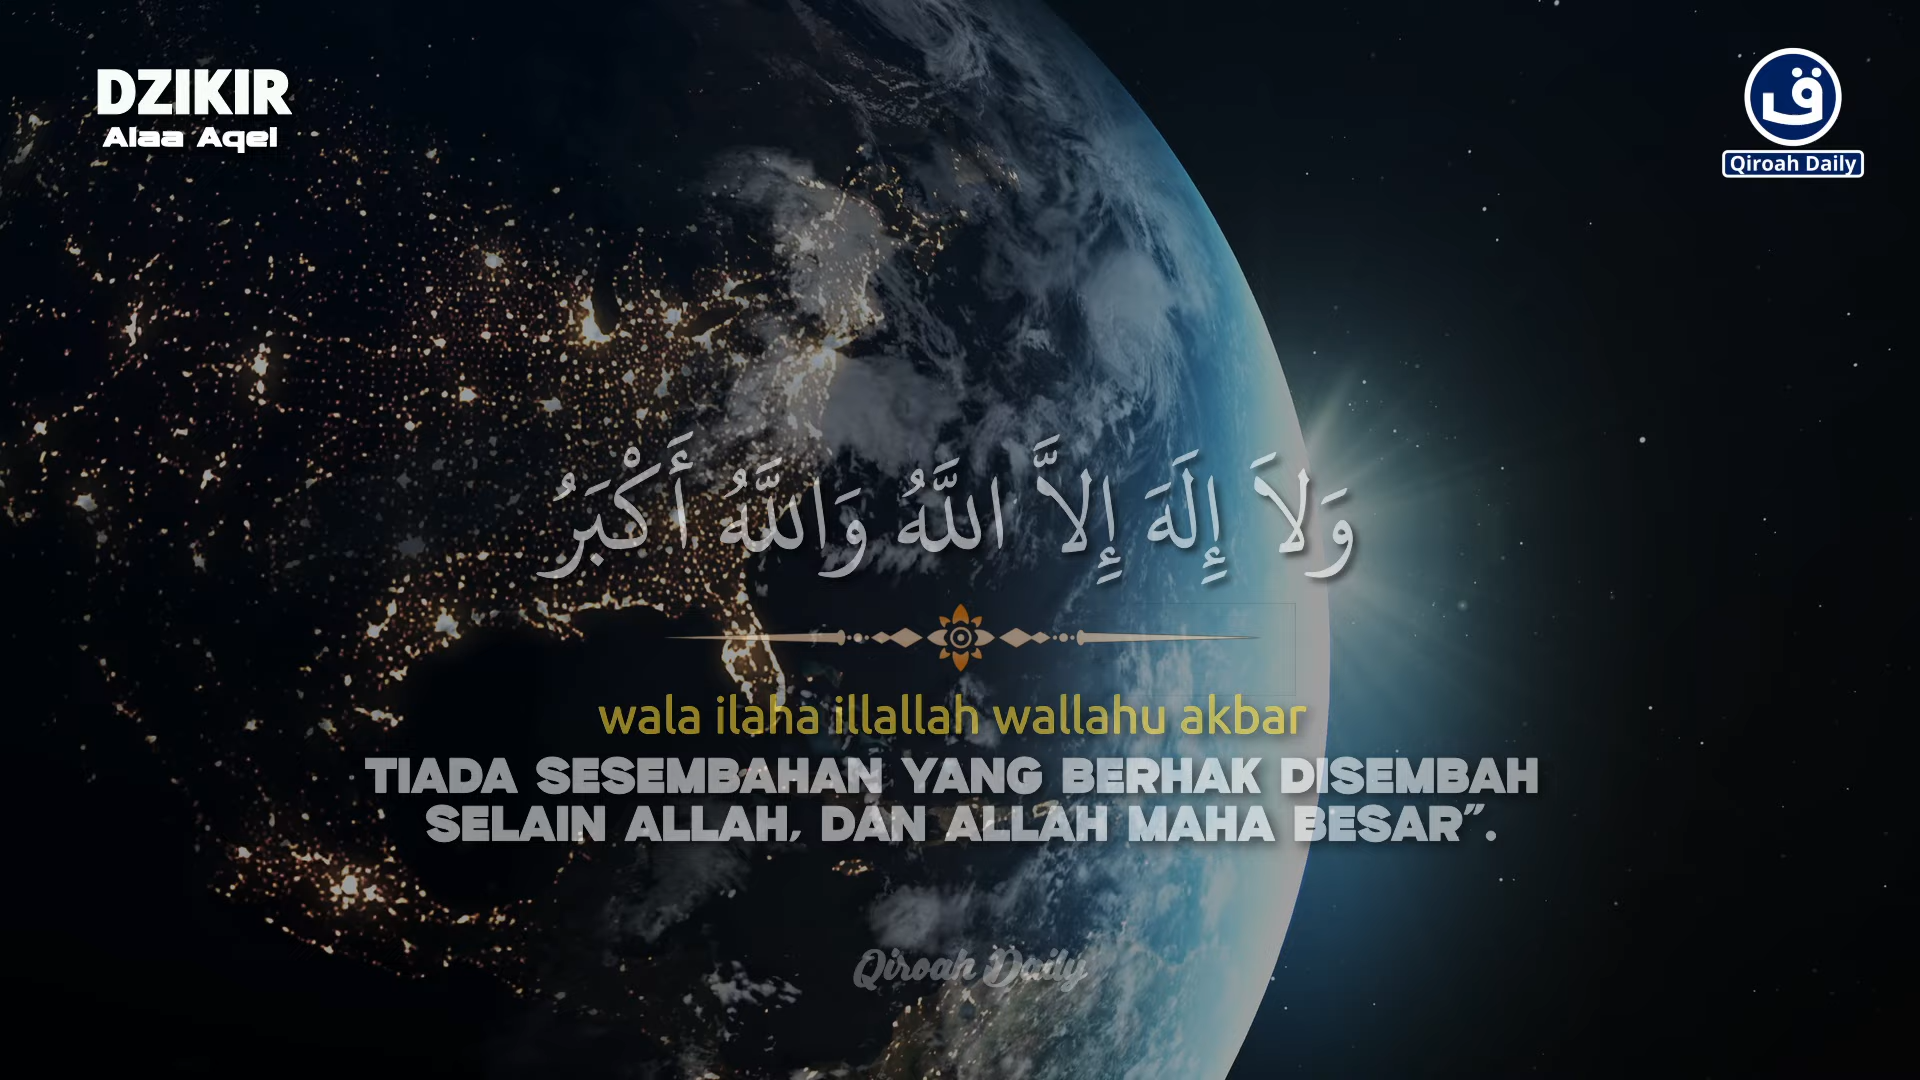 DZIKIR
Alaa Aqel
ق
Qiroah Daily
وَلاَ إِلَهَ إِلاَّ اللَّهُ وَاللَّهُ أَكْبَرُ
wala ilaha illallah wallahu akbar
TIADA SESEMBAHAN YANG BERHAK DISEMBAH
SELAIN ALLAH, DAN ALLAH MAHA BESAR”.
Qiroah Daily